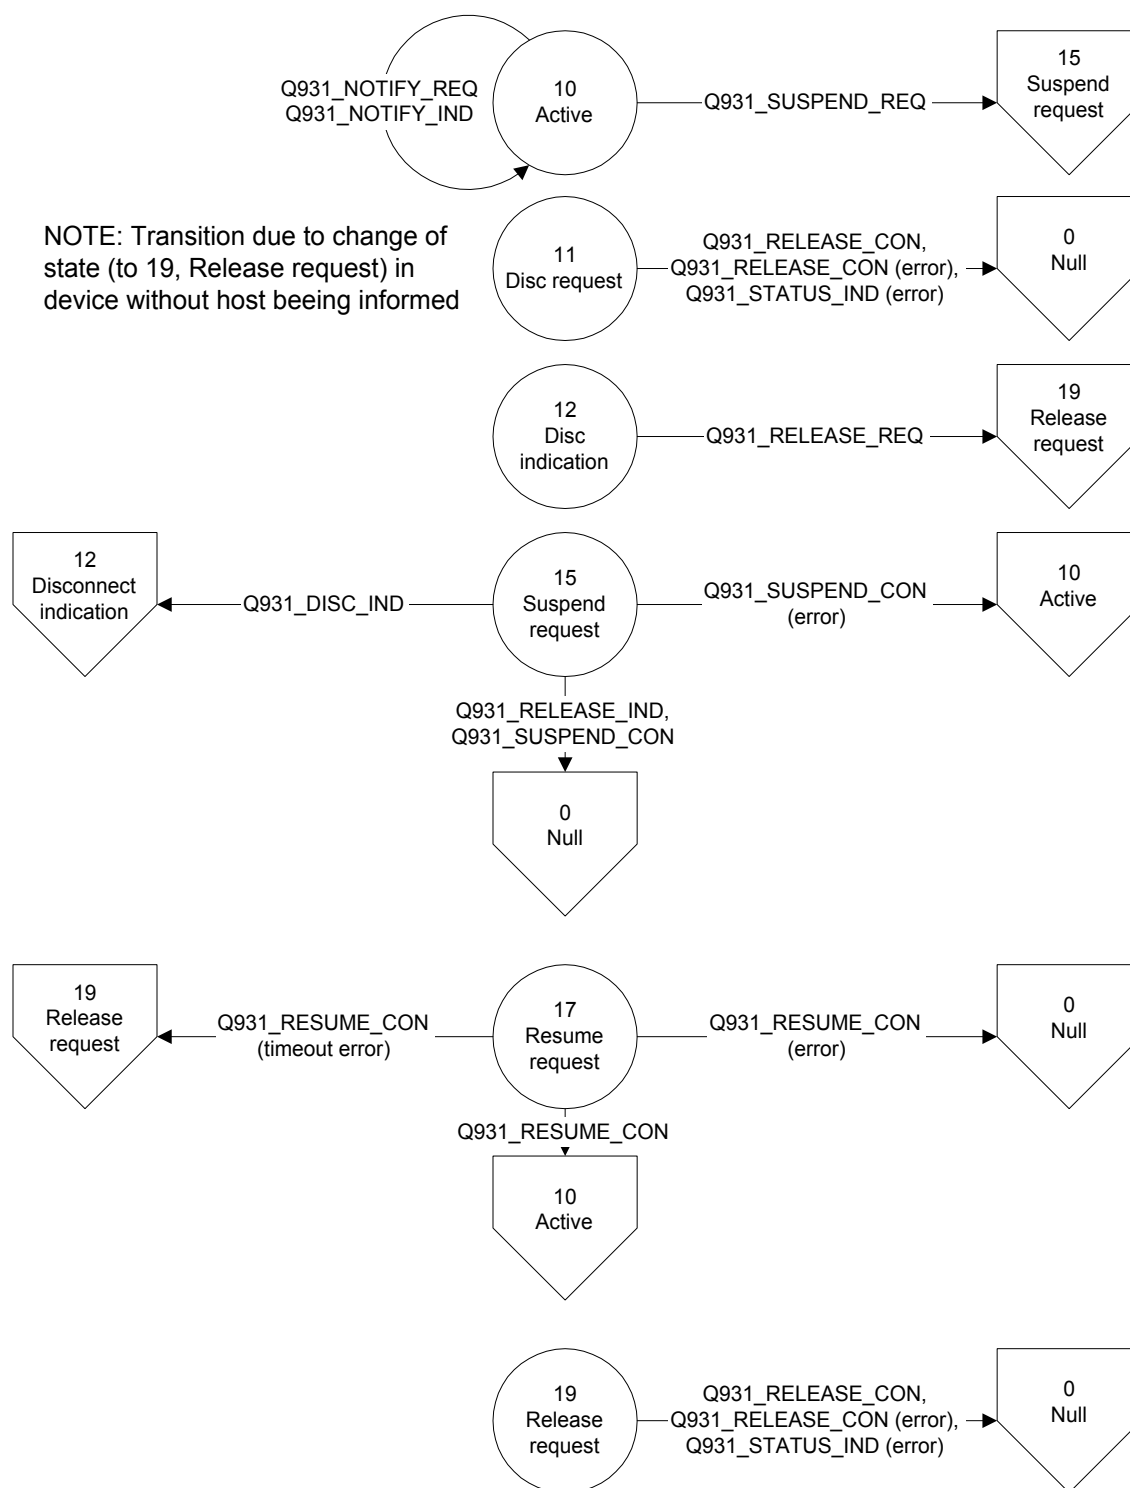 Q931_NOTIFY_REQ
Q931_NOTIFY_IND
10
Active
Q931_SUSPEND_REQ
15
Suspend
request
NOTE: Transition due to change of
state (to 19, Release request) in
device without host beeing informed
11
Disc request
Q931_RELEASE_CON,
Q931_RELEASE_CON (error),
Q931_STATUS_IND (error)
0
Null
12
Disc
indication
Q931_RELEASE_REQ
19
Release
request
12
Disconnect
indication
Q931_DISC_IND
15
Suspend
request
Q931_SUSPEND_CON
(error)
10
Active
Q931_RELEASE_IND,
Q931_SUSPEND_CON
0
Null
19
Release
request
Q931_RESUME_CON
(timeout error)
17
Resume
request
Q931_RESUME_CON
(error)
0
Null
Q931_RESUME_CON
10
Active
19
Release
request
Q931_RELEASE_CON,
Q931_RELEASE_CON (error),
Q931_STATUS_IND (error)
0
Null